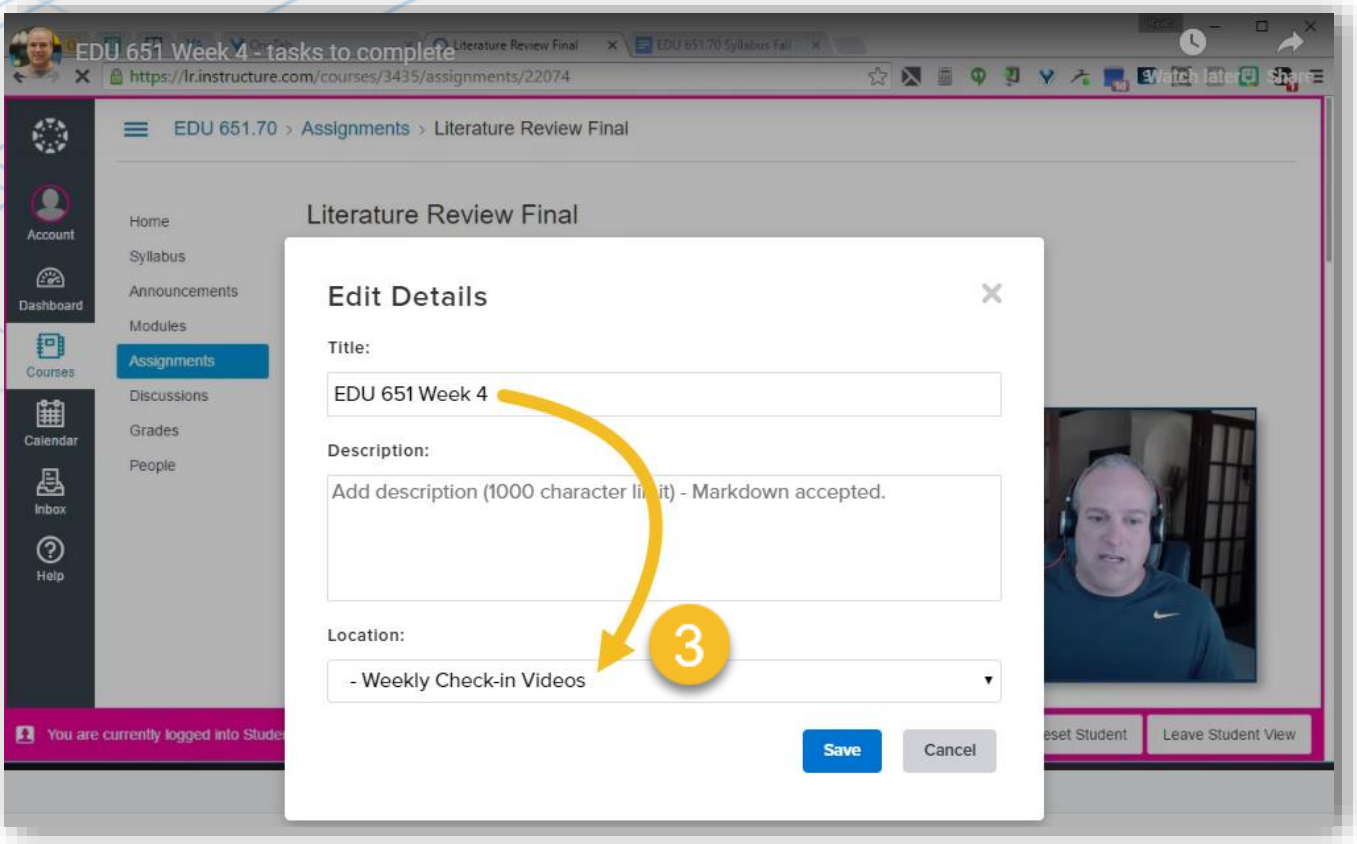 EDU 651 Week 4 - tasks to complete
Literature Review Final
EDU 651.70 Syllabus Fall
Watch later
Share
https://lr.instructure.com/courses/3435/assignments/22074
EDU 651.70 > Assignments > Literature Review Final
Account
Dashboard
Courses
Calendar
Inbox
Help
Home
Syllabus
Announcements
Modules
Assignments
Discussions
Grades
People
Literature Review Final
Edit Details
Title:
EDU 651 Week 4
Description:
Add description (1000 character limit) - Markdown accepted.
Location:
3
- Weekly Check-in Videos
Save
Cancel
You are currently logged into Stude
eset Student
Leave Student View